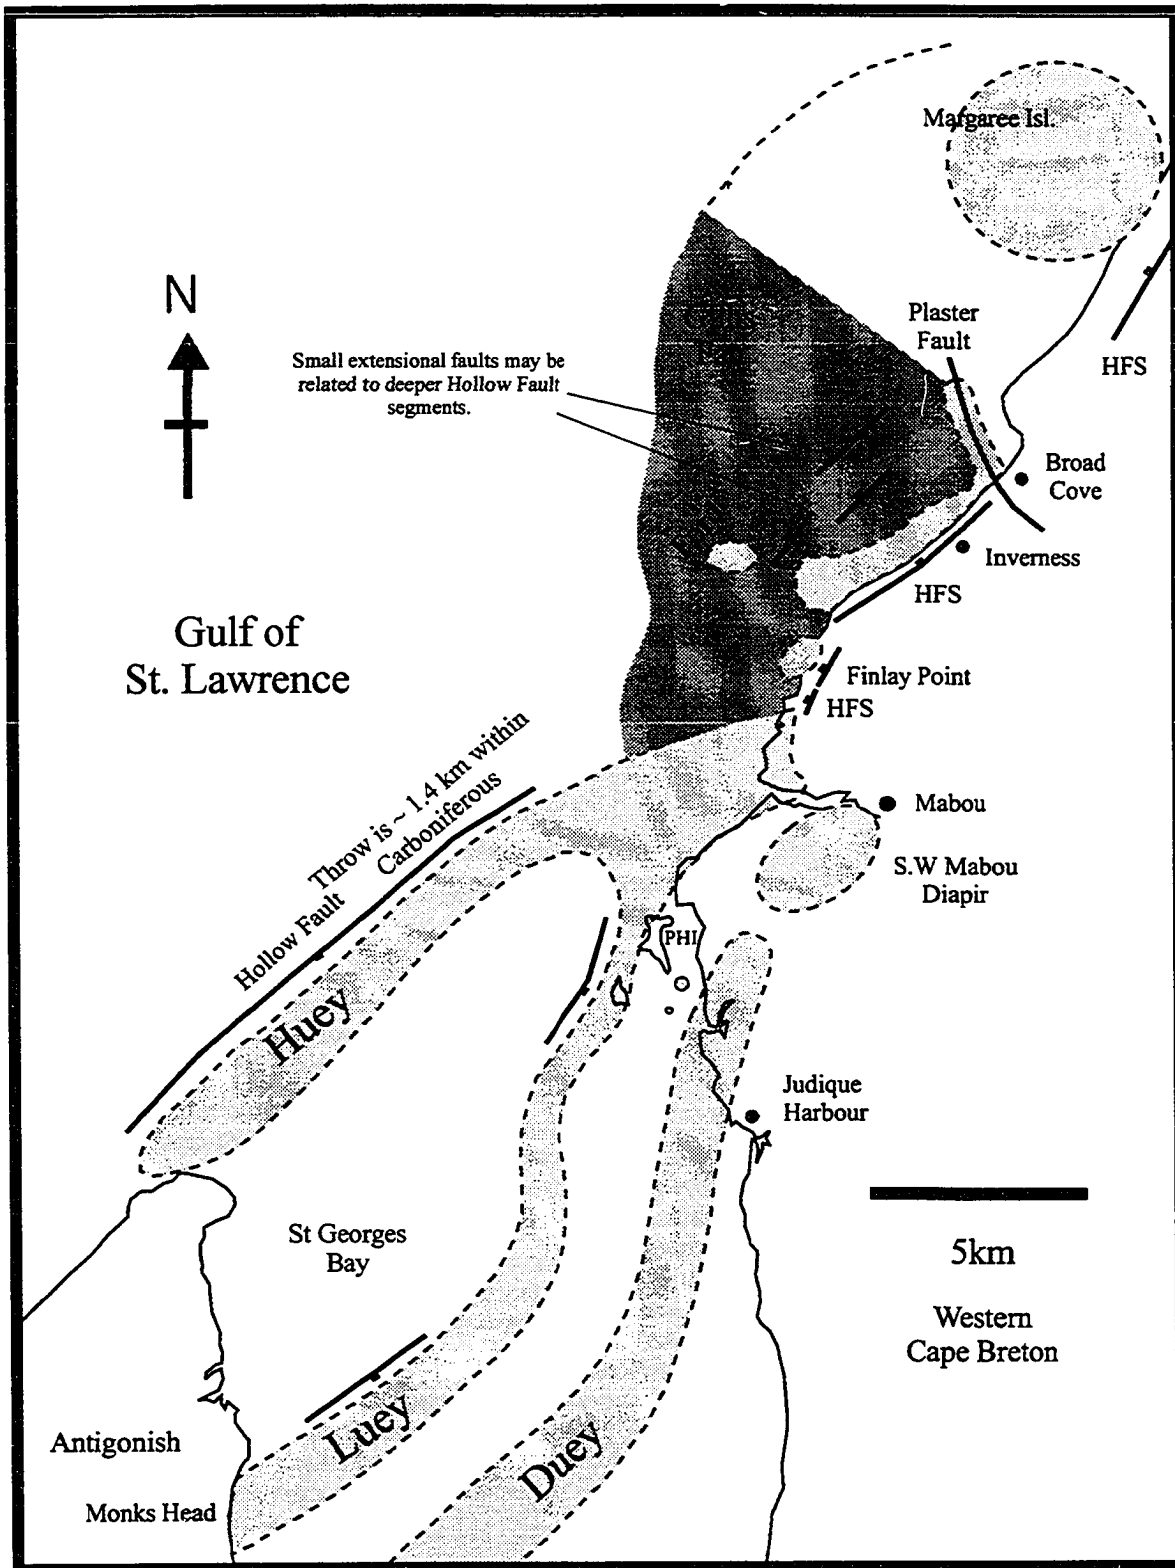 Margaree Isl.
N
Plaster
Fault
Small extensional faults may be
related to deeper Hollow Fault
segments.
HFS
Broad
Cove
Inverness
HFS
Gulf of
St. Lawrence
Finlay Point
HFS
Throw is ~ 1.4 km within
Carboniferous
Hollow Fault
Mabou
S.W Mabou
Diapir
PHI
Huey
Judique
Harbour
St Georges
Bay
5km
Western
Cape Breton
Luey
Duey
Antigonish
Monks Head